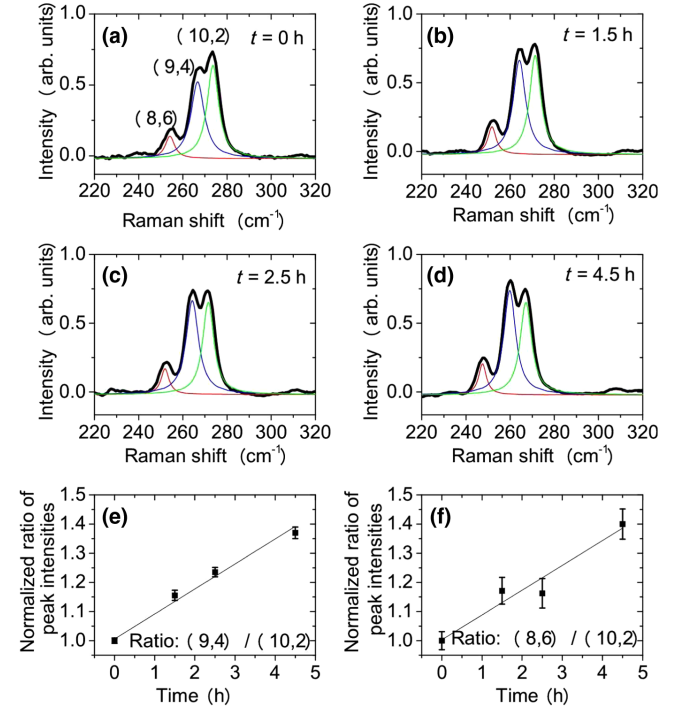 (a)
( 10,2)
( 9,4)
( 8,6)
t = 0 h
1.0
0.5
0.0
Intensity ( arb. units)
220 240 260 280 300 320
Raman shift (cm-1)
(b)
t = 1.5 h
1.0
0.5
0.0
Intensity ( arb. units)
220 240 260 280 300 320
Raman shift (cm-1)
(c)
t = 2.5 h
1.0
0.5
0.0
Intensity ( arb. units)
220 240 260 280 300 320
Raman shift (cm-1)
(d)
t = 4.5 h
1.0
0.5
0.0
Intensity ( arb. units)
220 240 260 280 300 320
Raman shift (cm-1)
(e)
1.5
1.4
1.3
1.2
1.1
1.0
Normalized ratio of
peak intensities
Ratio: ( 9,4) / ( 10,2)
0 1 2 3 4 5
Time (h)
(f)
1.5
1.4
1.3
1.2
1.1
1.0
Normalized ratio of
peak intensities
Ratio: ( 8,6) / ( 10,2)
0 1 2 3 4 5
Time (h)